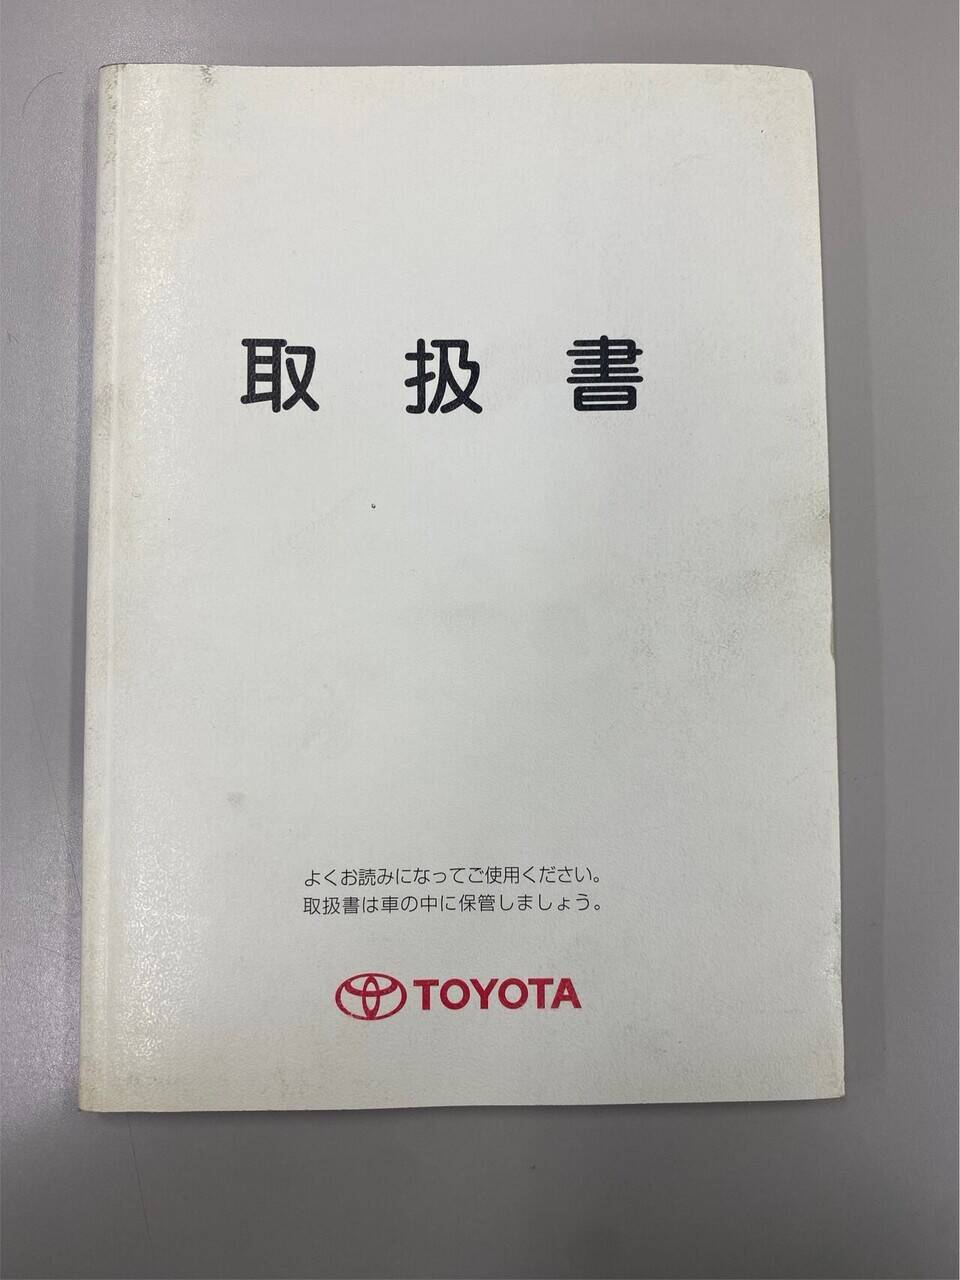 取扱書
よくお読みになってご使用ください。
取扱書は車の中に保管しましょう。
TOYOTA